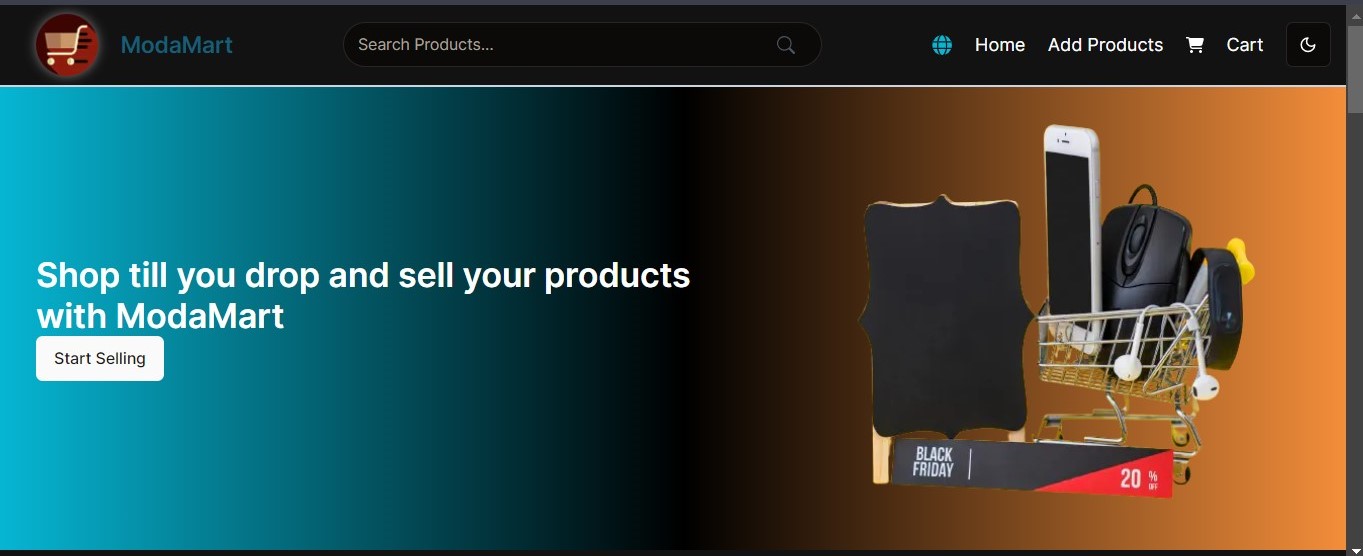 ModaMart
Search Products...
Home
Add Products
Cart
Shop till you drop and sell your products
with ModaMart
Start Selling
BLACK
FRIDAY
20 %
OFF